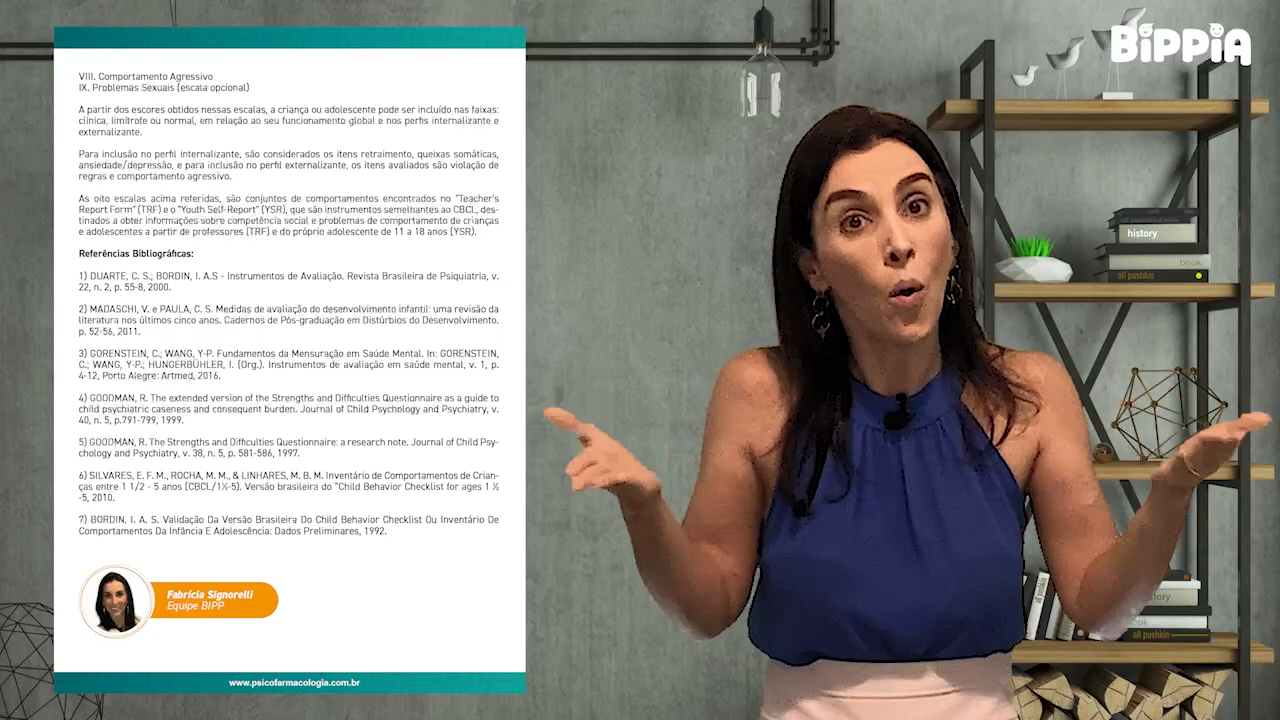 VIII. Comportamento Agressivo
IX. Problemas Sexuais (escala opcional)
A partir dos escores obtidos nessas escalas, a criança ou adolescente pode ser incluído nas faixas:
clínica, limítrofe ou normal, em relação ao seu funcionamento global e nos perfis internalizante e
externalizante.
Para inclusão no perfil internalizante, são considerados os itens retraimento, queixas somáticas,
ansiedade/depressão, e para inclusão no perfil externalizante, os itens avaliados são violação de
regras e comportamento agressivo.
As oito escalas acima referidas, são conjuntos de comportamentos encontrados no "Teacher's
Report Form" (TRF) e o "Youth Self-Report" (YSR), que são instrumentos semelhantes ao CBCL, des-
tinados a obter informações sobre competência social e problemas de comportamento de crianças
e adolescentes a partir de professores (TRF) e do próprio adolescente de 11 a 18 anos (YSR).
Referências Bibliográficas:
1) DUARTE, C. S.; BORDIN, I. A.S - Instrumentos de Avaliação. Revista Brasileira de Psiquiatria, v.
22, n. 2, p. 55-8, 2000.
2) MADASCHI, V. e PAULA, C. S. Medidas de avaliação do desenvolvimento infantil: uma revisão da
literatura nos últimos cinco anos. Cadernos de Pós-graduação em Distúrbios do Desenvolvimento.
p. 52-56, 2011.
3) GORENSTEIN, C.; WANG, Y-P. Fundamentos da Mensuração em Saúde Mental. In: GORENSTEIN,
C.; WANG, Y-P.; HUNGERBÜHLER, I. (Org.). Instrumentos de avaliação em saúde mental, v. 1, p.
4-12, Porto Alegre: Artmed, 2016.
4) GOODMAN, R. The extended version of the Strengths and Difficulties Questionnaire as a guide to
child psychiatric caseness and consequent burden. Journal of Child Psychology and Psychiatry, v.
40, n. 5, p.791-799, 1999.
5) GOODMAN, R. The Strengths and Difficulties Questionnaire: a research note. Journal of Child Psy-
chology and Psychiatry, v. 38, n. 5, p. 581-586, 1997.
6) SILVARES, E. F. M., ROCHA, M. M., & LINHARES, M. B. M. Inventário de Comportamentos de Crian-
ças entre 1 1/2 - 5 anos (CBCL/1½-5). Versão brasileira do "Child Behavior Checklist for ages 1 ½
-5, 2010.
7) BORDIN, I. A. S. Validação Da Versão Brasileira Do Child Behavior Checklist Ou Inventário De
Comportamentos Da Infância E Adolescência: Dados Preliminares, 1992.
Fabrícia Signorelli
Equipe BIPP
www.psicofarmacologia.com.br
BiPPiA
history
book
all pushkin
story
ook
all pushkin